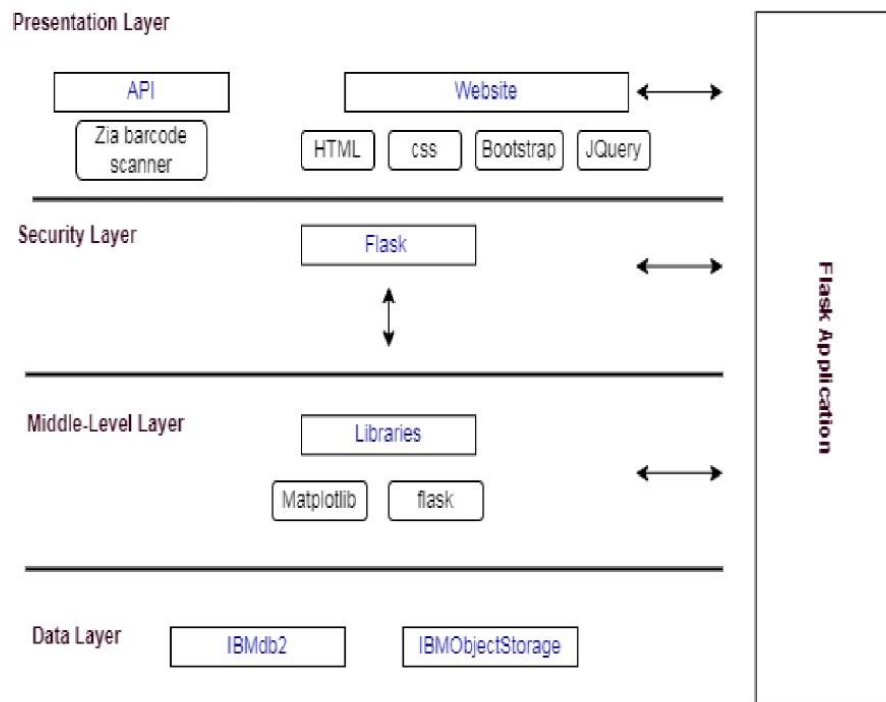 Presentation Layer
API
Website
Zia barcode
scanner
HTML
css
Bootstrap
JQuery
Security Layer
Flask
Middle-Level Layer
Libraries
Matplotlib
flask
Data Layer
IBMdb2
IBMObjectStorage
Flask Application